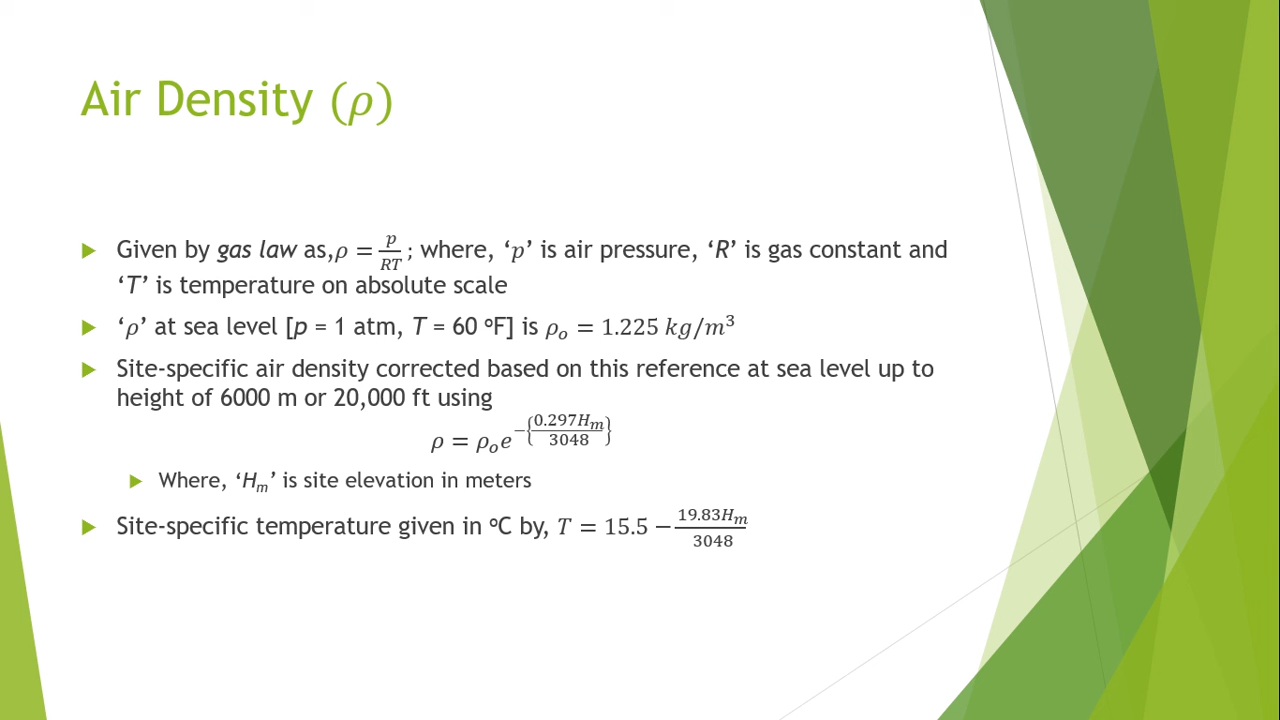 Air Density (𝜌)
Given by gas law as,𝜌 = p/RT ; where, ‘p’ is air pressure, ‘R’ is gas constant and
‘T’ is temperature on absolute scale
‘𝜌’ at sea level [p = 1 atm, T = 60 ºF] is 𝜌ₒ = 1.225 kg/m³
Site-specific air density corrected based on this reference at sea level up to
height of 6000 m or 20,000 ft using
𝜌 = 𝜌ₒe^−{0.297Hₘ/3048}
Where, ‘Hₘ’ is site elevation in meters
Site-specific temperature given in ºC by, T = 15.5 − 19.83Hₘ/3048